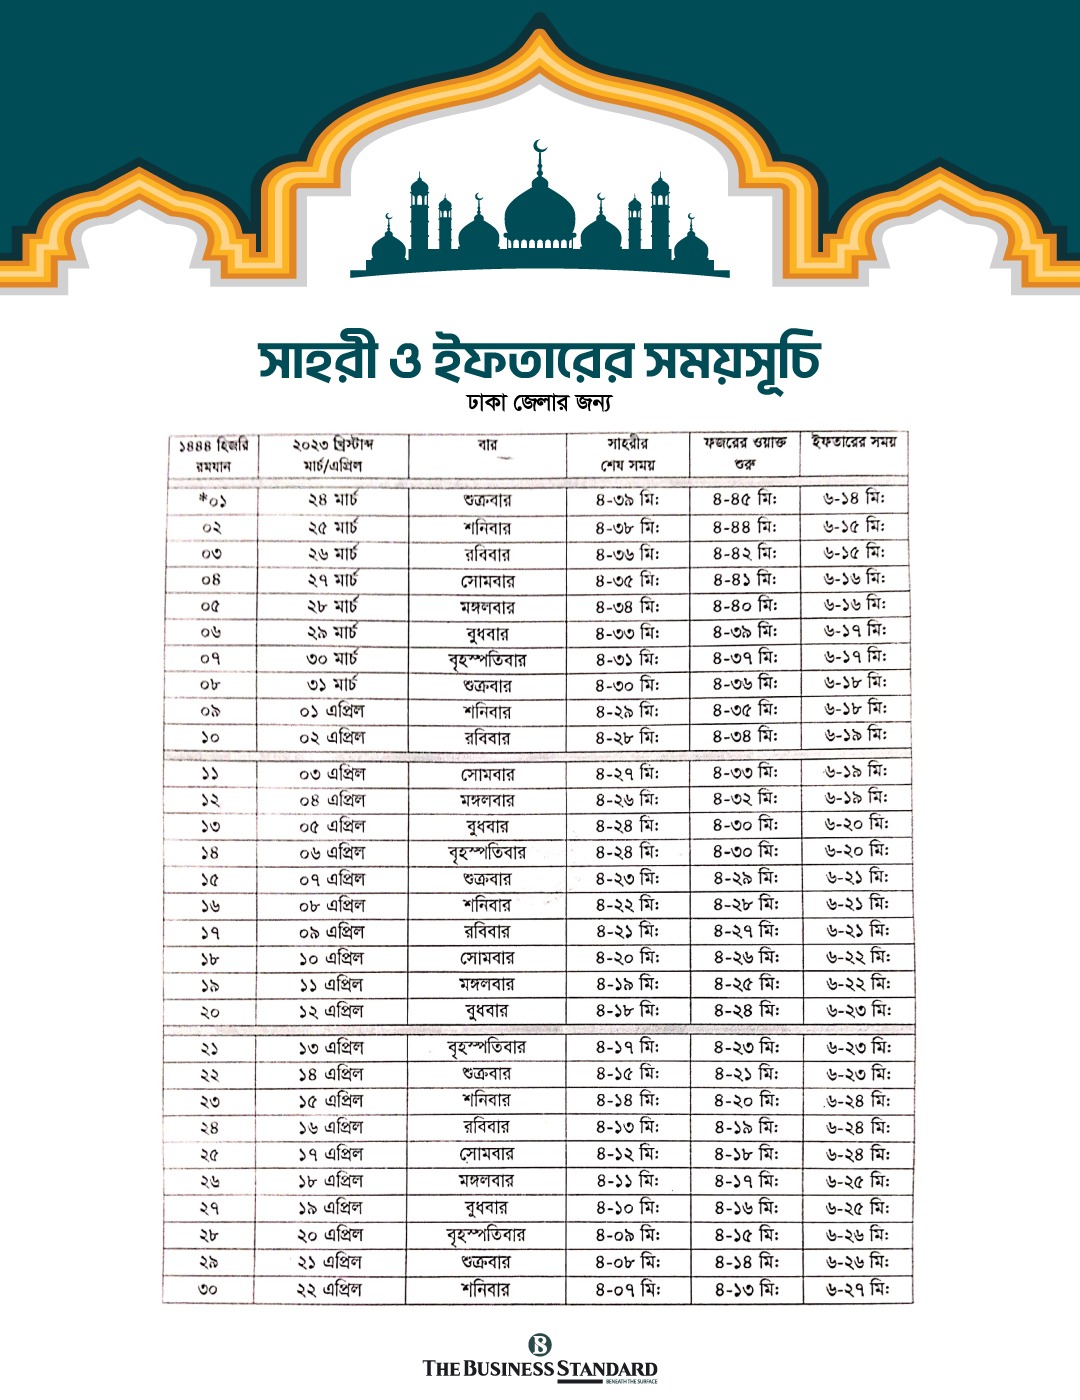 সাহরী ও ইফতারের সময়সূচি
ঢাকা জেলার জন্য
১৪৪৪ হিজরি রমযান ২০২৩ খ্রিস্টাব্দ মার্চ/এপ্রিল বার সাহরীর শেষ সময় ফজরের ওয়াক্ত শুরু ইফতারের সময়
*০১ ২৪ মার্চ শুক্রবার ৪-৩৯ মি: ৪-৪৫ মি: ৬-১৪ মি:
০২ ২৫ মার্চ শনিবার ৪-৩৮ মি: ৪-৪৪ মি: ৬-১৫ মি:
০৩ ২৬ মার্চ রবিবার ৪-৩৬ মি: ৪-৪২ মি: ৬-১৫ মি:
০৪ ২৭ মার্চ সোমবার ৪-৩৫ মি: ৪-৪১ মি: ৬-১৬ মি:
০৫ ২৮ মার্চ মঙ্গলবার ৪-৩৪ মি: ৪-৪০ মি: ৬-১৬ মি:
০৬ ২৯ মার্চ বুধবার ৪-৩৩ মি: ৪-৩৯ মি: ৬-১৭ মি:
০৭ ৩০ মার্চ বৃহস্পতিবার ৪-৩১ মি: ৪-৩৭ মি: ৬-১৭ মি:
০৮ ৩১ মার্চ শুক্রবার ৪-৩০ মি: ৪-৩৬ মি: ৬-১৮ মি:
০৯ ০১ এপ্রিল শনিবার ৪-২৯ মি: ৪-৩৫ মি: ৬-১৮ মি:
১০ ০২ এপ্রিল রবিবার ৪-২৮ মি: ৪-৩৪ মি: ৬-১৯ মি:
১১ ০৩ এপ্রিল সোমবার ৪-২৭ মি: ৪-৩৩ মি: ৬-১৯ মি:
১২ ০৪ এপ্রিল মঙ্গলবার ৪-২৬ মি: ৪-৩২ মি: ৬-১৯ মি:
১৩ ০৫ এপ্রিল বুধবার ৪-২৪ মি: ৪-৩০ মি: ৬-২০ মি:
১৪ ০৬ এপ্রিল বৃহস্পতিবার ৪-২৪ মি: ৪-৩০ মি: ৬-২০ মি:
১৫ ০৭ এপ্রিল শুক্রবার ৪-২৩ মি: ৪-২৯ মি: ৬-২১ মি:
১৬ ০৮ এপ্রিল শনিবার ৪-২২ মি: ৪-২৮ মি: ৬-২১ মি:
১৭ ০৯ এপ্রিল রবিবার ৪-২১ মি: ৪-২৭ মি: ৬-২১ মি:
১৮ ১০ এপ্রিল সোমবার ৪-২০ মি: ৪-২৬ মি: ৬-২২ মি:
১৯ ১১ এপ্রিল মঙ্গলবার ৪-১৯ মি: ৪-২৫ মি: ৬-২২ মি:
২০ ১২ এপ্রিল বুধবার ৪-১৮ মি: ৪-২৪ মি: ৬-২৩ মি:
২১ ১৩ এপ্রিল বৃহস্পতিবার ৪-১৭ মি: ৪-২৩ মি: ৬-২৩ মি:
২২ ১৪ এপ্রিল শুক্রবার ৪-১৫ মি: ৪-২১ মি: ৬-২৩ মি:
২৩ ১৫ এপ্রিল শনিবার ৪-১৪ মি: ৪-২০ মি: ৬-২৪ মি:
২৪ ১৬ এপ্রিল রবিবার ৪-১৩ মি: ৪-১৯ মি: ৬-২৪ মি:
২৫ ১৭ এপ্রিল সোমবার ৪-১২ মি: ৪-১৮ মি: ৬-২৪ মি:
২৬ ১৮ এপ্রিল মঙ্গলবার ৪-১১ মি: ৪-১৭ মি: ৬-২৫ মি:
২৭ ১৯ এপ্রিল বুধবার ৪-১০ মি: ৪-১৬ মি: ৬-২৫ মি:
২৮ ২০ এপ্রিল বৃহস্পতিবার ৪-০৯ মি: ৪-১৫ মি: ৬-২৬ মি:
২৯ ২১ এপ্রিল শুক্রবার ৪-০৮ মি: ৪-১৪ মি: ৬-২৬ মি:
৩০ ২২ এপ্রিল শনিবার ৪-০৭ মি: ৪-১৩ মি: ৬-২৭ মি:
THE BUSINESS STANDARD
BENEATH THE SURFACE